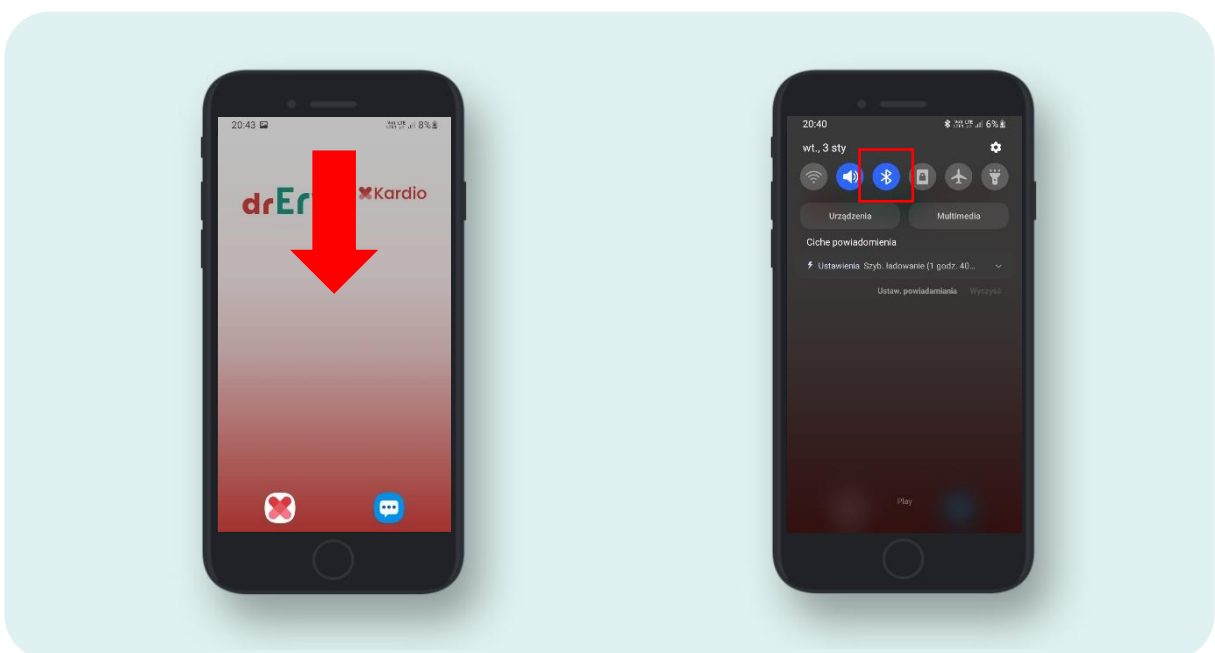 20:43
8%
drEr
Kardio
20:40
6%
wt., 3 sty
Urządzenia
Multimedia
Ciche powiadomienia
Ustawienia Szyb. ładowanie (1 godz. 40...
Ustaw. powiadamiania Wyczyść
Play